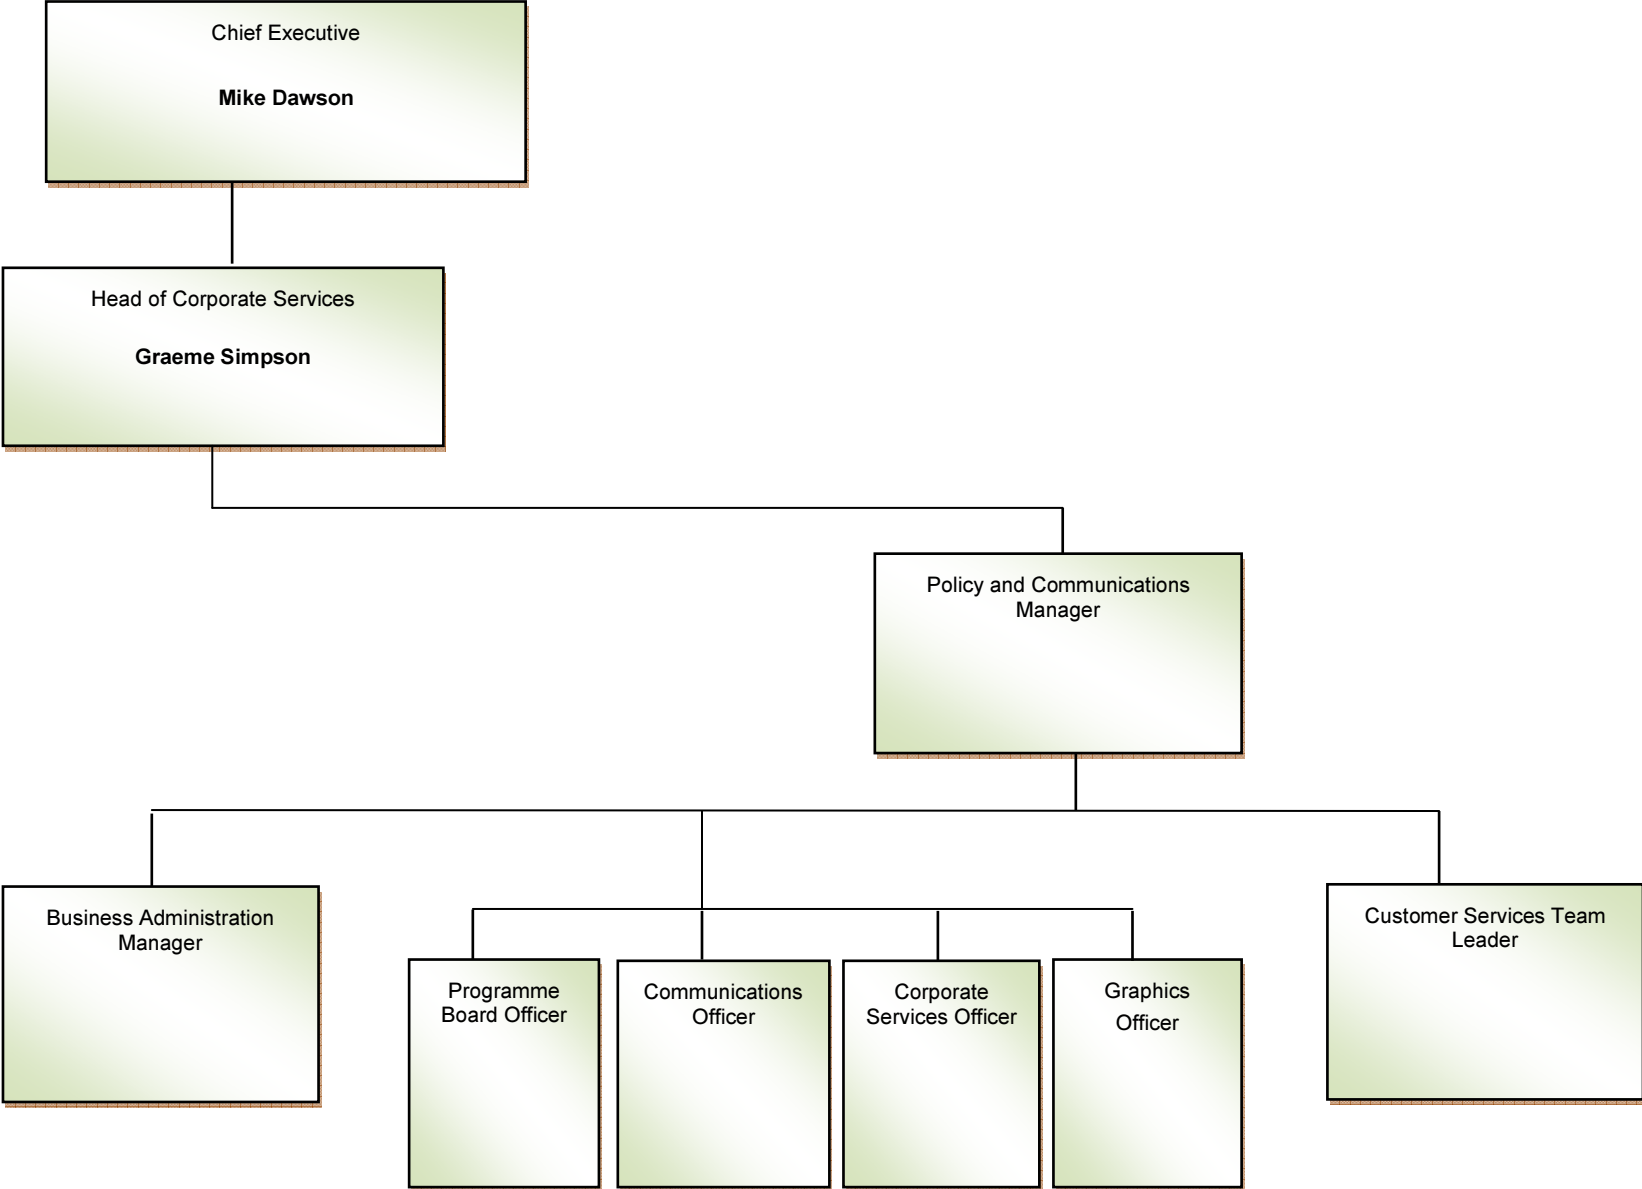 Chief Executive
Mike Dawson
Head of Corporate Services
Graeme Simpson
Policy and Communications
Manager
Business Administration
Manager
Programme
Board Officer
Communications
Officer
Corporate
Services Officer
Graphics
Officer
Customer Services Team
Leader